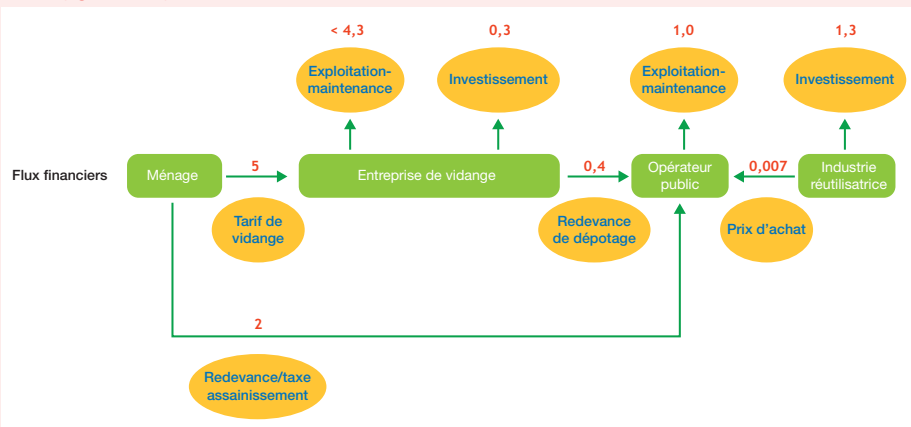 < 4,3
0,3
1,0
1,3
Exploitation-
maintenance
Investissement
Exploitation-
maintenance
Investissement
Flux financiers
Ménage
5
Entreprise de vidange
0,4
Opérateur
public
0,007
Industrie
réutilisatrice
Tarif de
vidange
Redevance
de dépotage
Prix d'achat
2
Redevance/taxe
assainissement